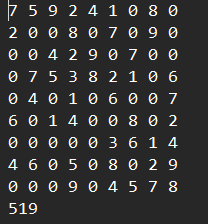 7 5 9 2 4 1 0 8 0
2 0 0 8 0 7 0 9 0
0 0 4 2 9 0 7 0 0
0 7 5 3 8 2 1 0 6
0 4 0 1 0 6 0 0 7
6 0 1 4 0 0 8 0 2
0 0 0 0 0 3 6 1 4
4 6 0 5 0 8 0 2 9
0 0 0 9 0 4 5 7 8
519